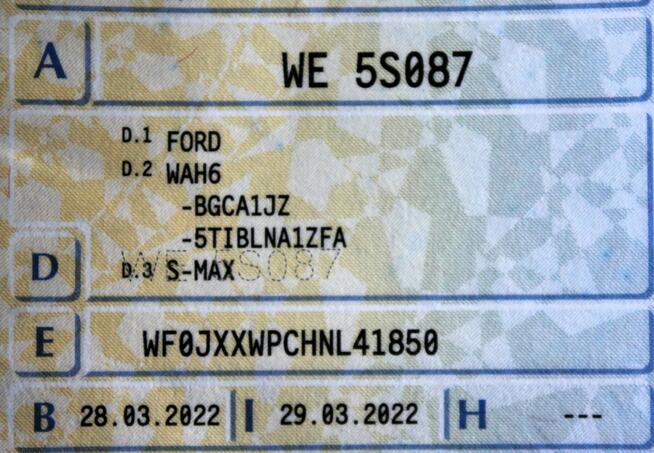 A WE 5S087
D.1 FORD
D.2 WAH6
-BGCA1JZ
-5TIBLNA1ZFA
D D.3 S-MAX
WE 5S087
E WF0JXXWPCHNL41850
B 28.03.2022 I 29.03.2022 H ---